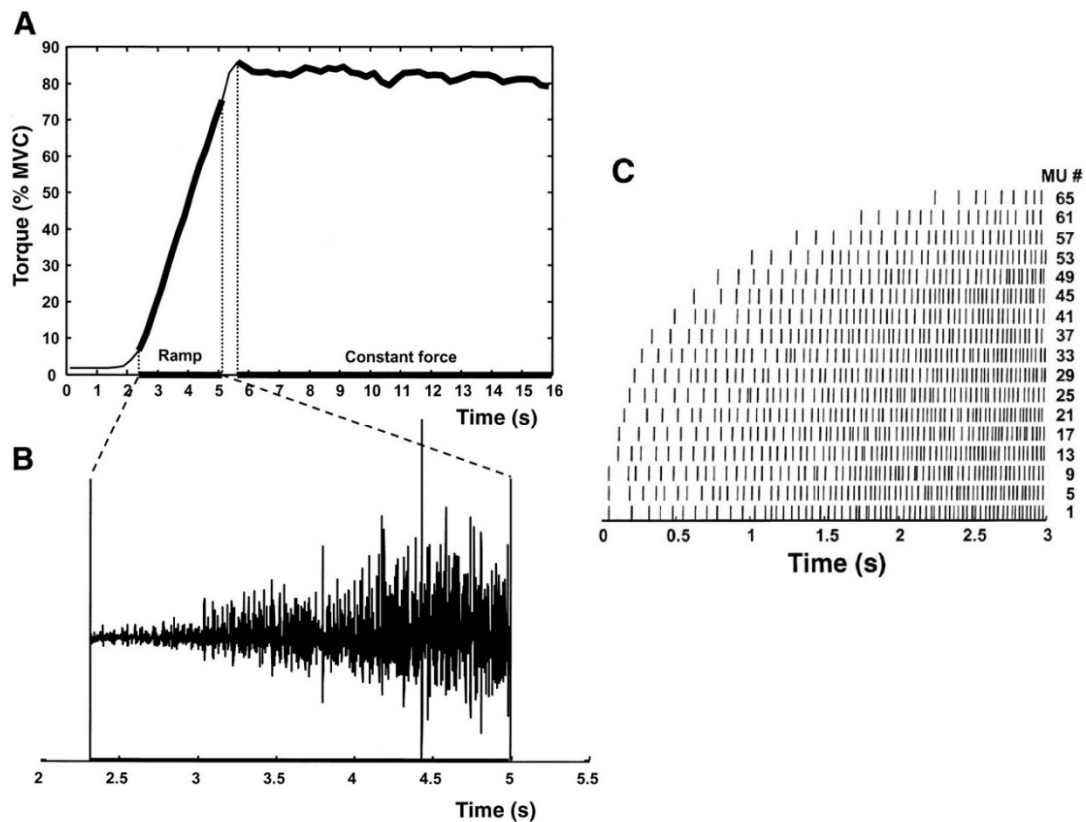 A
90
80
70
60
50
40
30
20
10
0
Torque (% MVC)
Ramp
Constant force
0 1 2 3 4 5 6 7 8 9 10 11 12 13 14 15 16
Time (s)
B
2 2.5 3 3.5 4 4.5 5 5.5
Time (s)
C
MU #
65
61
57
53
49
45
41
37
33
29
25
21
17
13
9
5
1
0 0.5 1 1.5 2 2.5 3
Time (s)